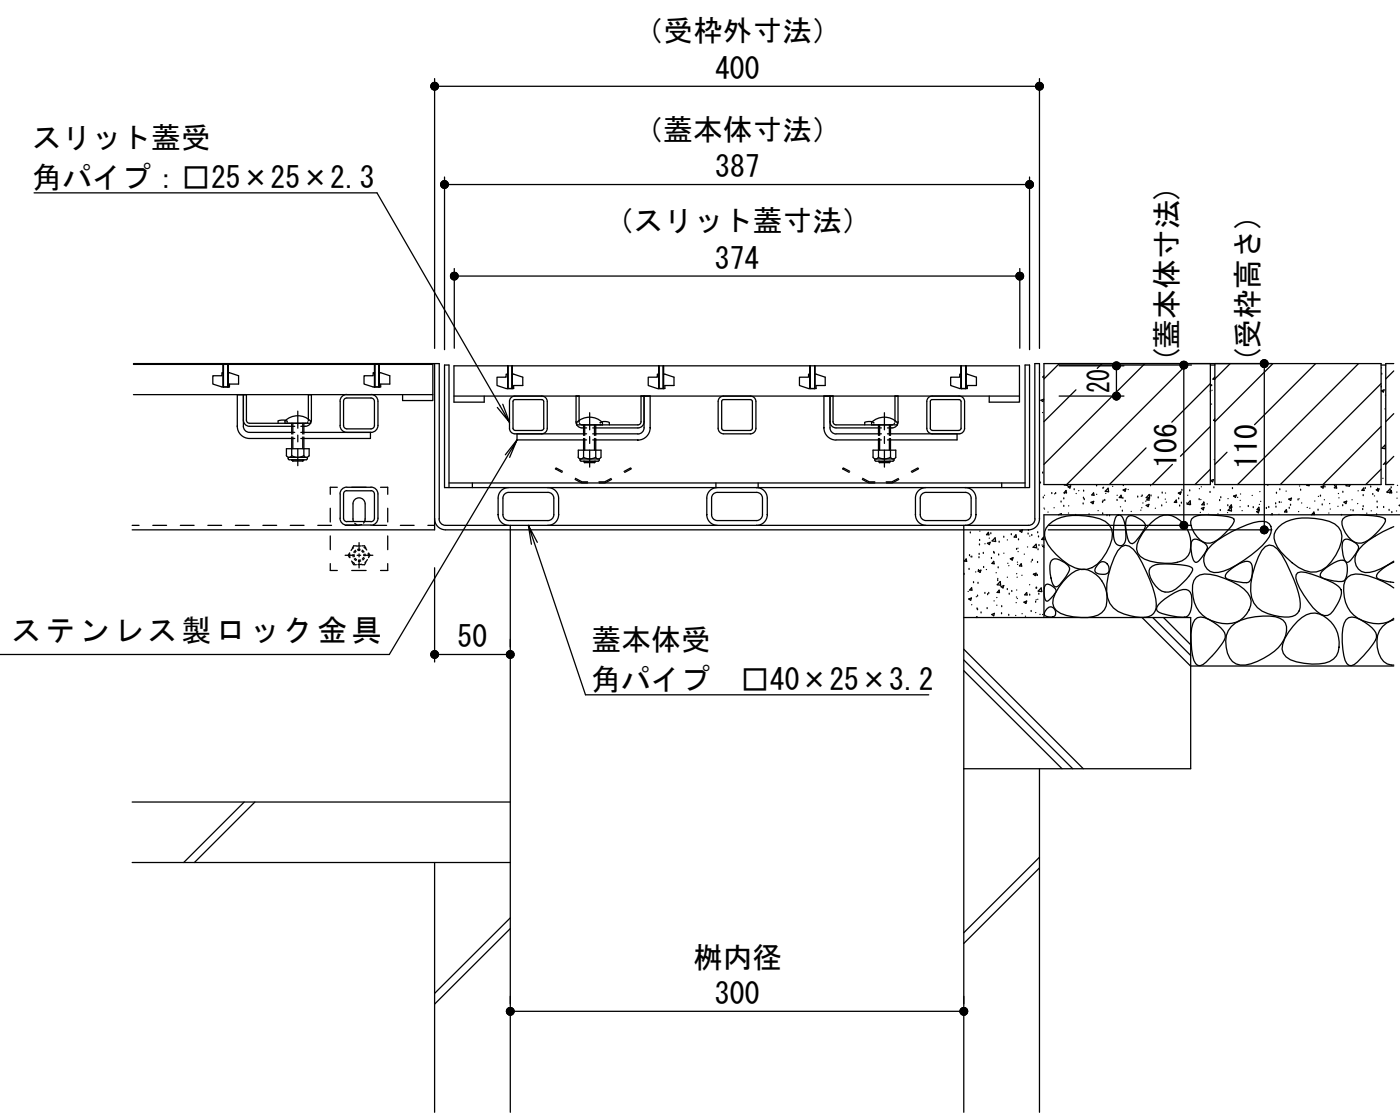 （受枠外寸法）
400
スリット蓋受
角パイプ：□25×25×2.3
（蓋本体寸法）
387
（スリット蓋寸法）
374
（蓋本体寸法）
（受枠高さ）
20
106
110
ステンレス製ロック金具
50
蓋本体受
角パイプ　□40×25×3.2
桝内径
300